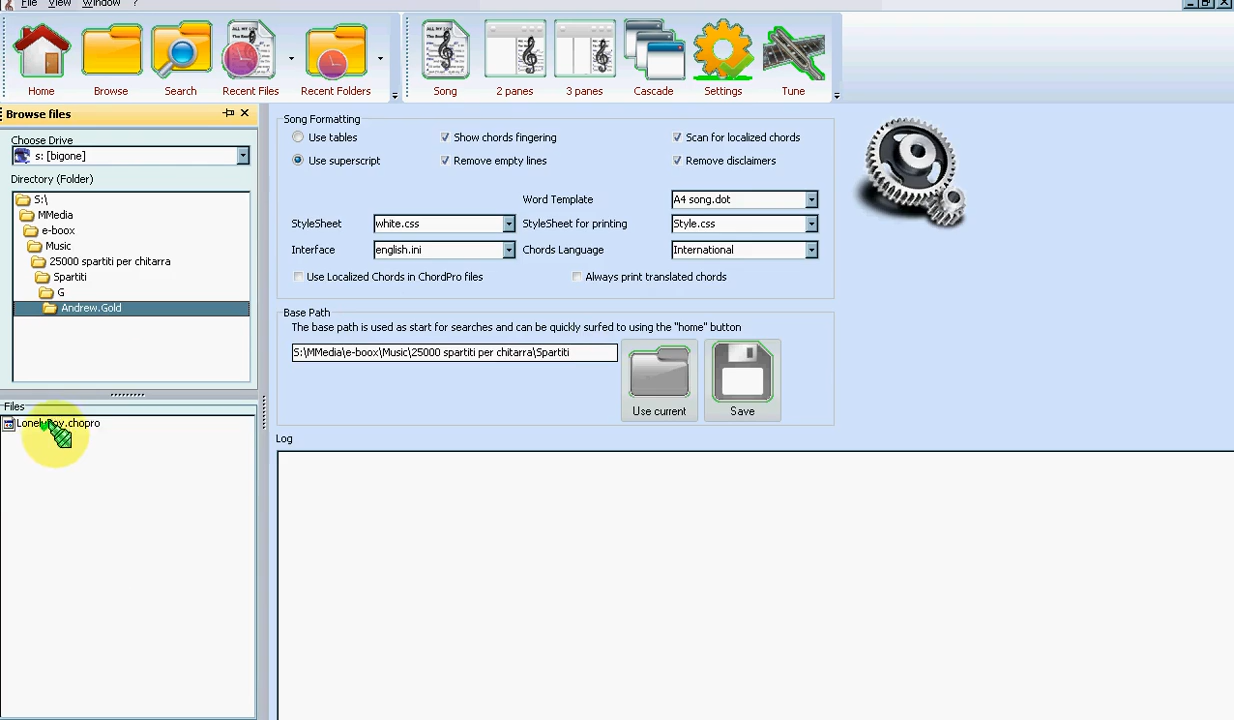 File View Window ?
Home Browse Search Recent Files Recent Folders Song 2 panes 3 panes Cascade Settings Tune
Browse files
Choose Drive
s: [bigone]
Directory (Folder)
S:\
MMedia
e-boox
Music
25000 spartiti per chitarra
Spartiti
G
Andrew.Gold
Files
Song Formatting
Use tables Show chords fingering Scan for localized chords
Use superscript Remove empty lines Remove disclaimers
Word Template A4 song.dot
StyleSheet white.css StyleSheet for printing Style.css
Interface english.ini Chords Language International
Use Localized Chords in ChordPro files Always print translated chords
Base Path
The base path is used as start for searches and can be quickly surfed to using the "home" button
S:\MMedia\e-boox\Music\25000 spartiti per chitarra\Spartiti
Use current Save
Log